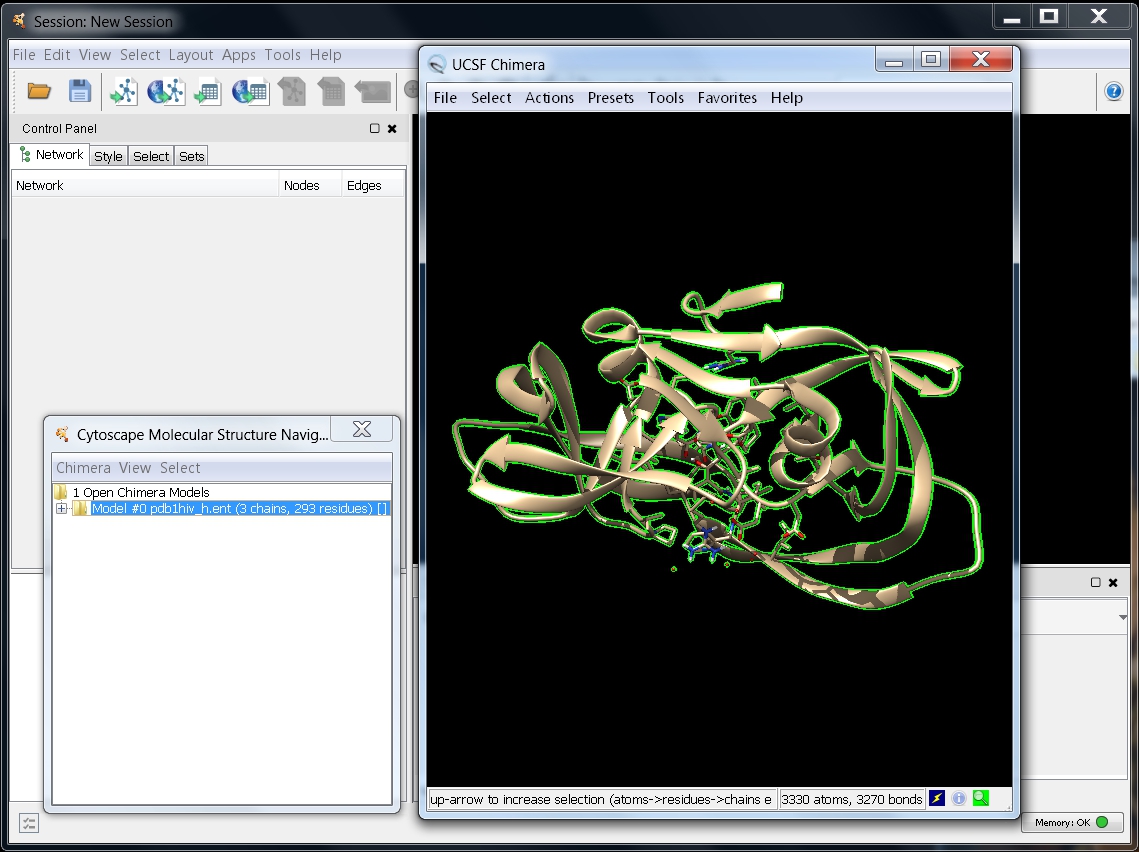 Session: New Session
File Edit View Select Layout Apps Tools Help
Control Panel
Network Style Select Sets
Network Nodes Edges
Cytoscape Molecular Structure Navig...
Chimera View Select
1 Open Chimera Models
Model #0 pdb1hiv_h.ent (3 chains, 293 residues) []
UCSF Chimera
File Select Actions Presets Tools Favorites Help
up-arrow to increase selection (atoms->residues->chains e
3330 atoms, 3270 bonds
Memory: OK